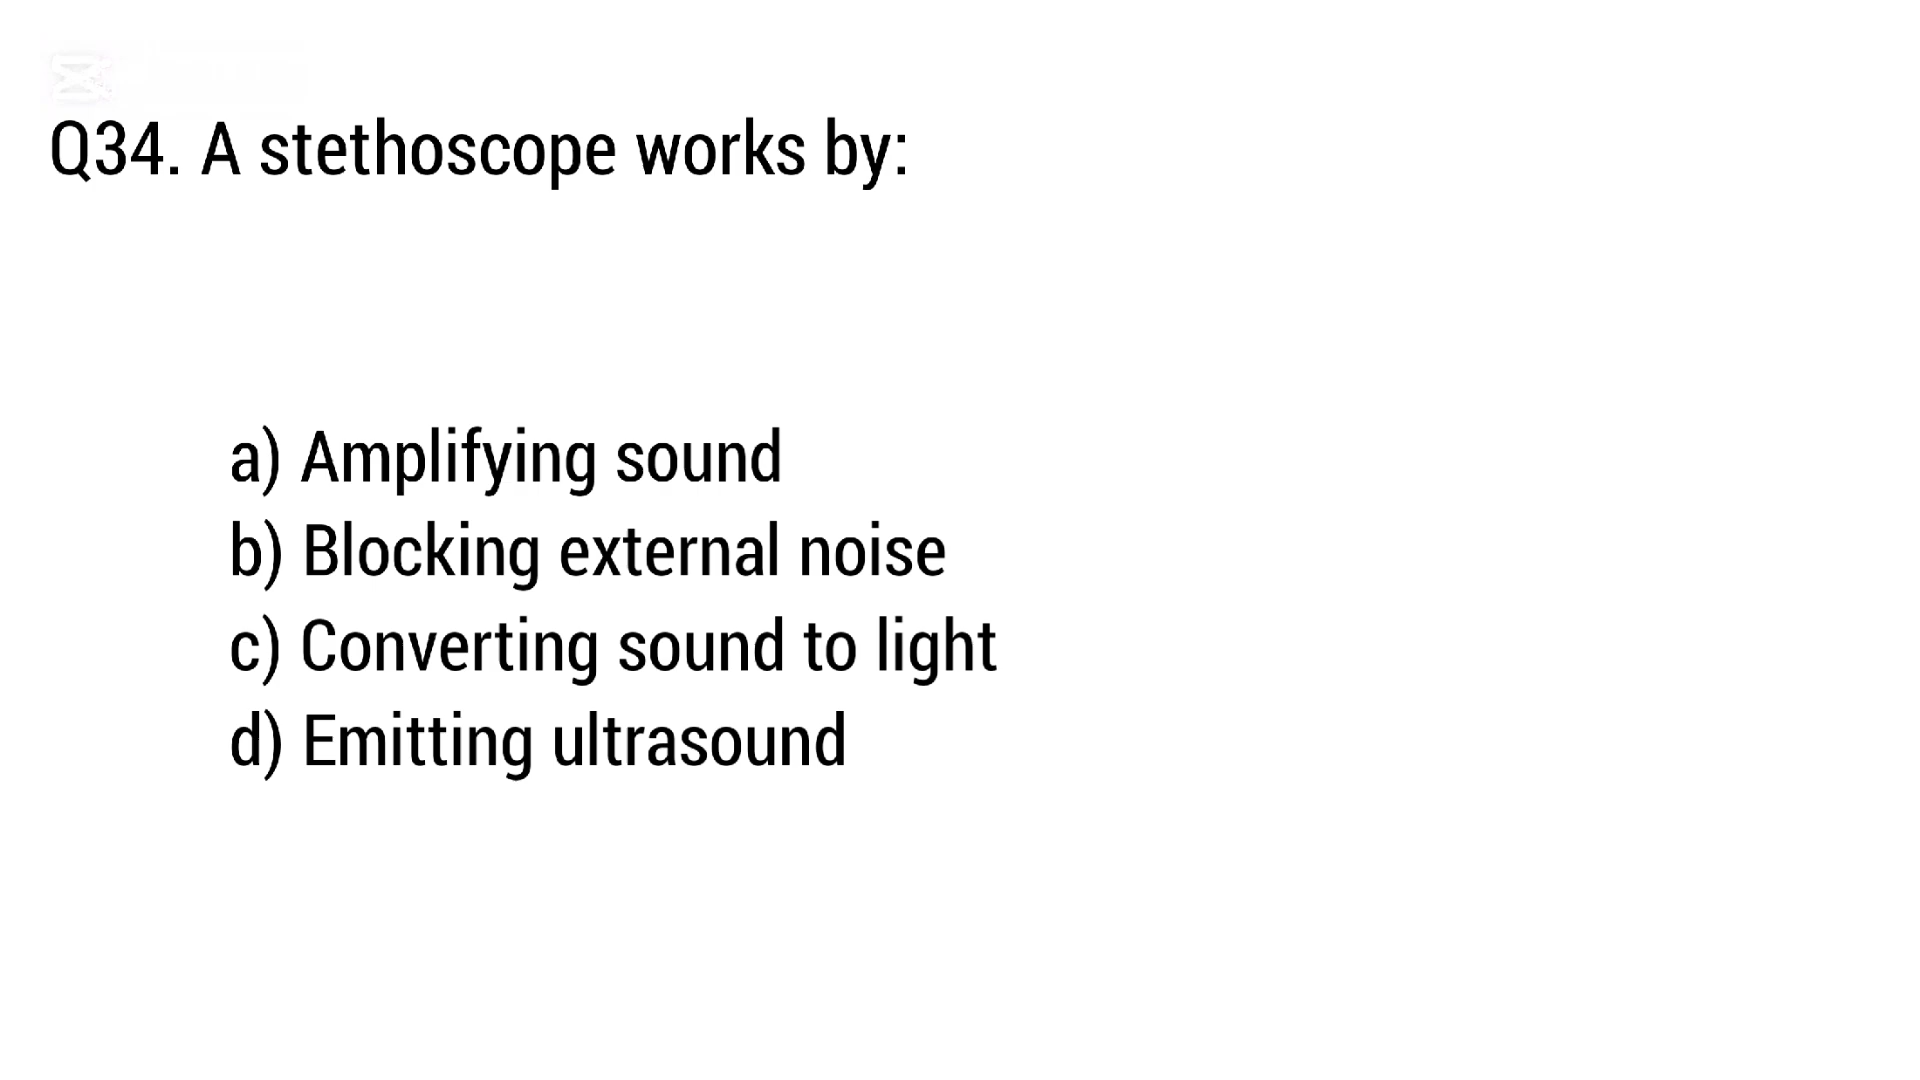 Q34. A stethoscope works by:
a) Amplifying sound
b) Blocking external noise
c) Converting sound to light
d) Emitting ultrasound